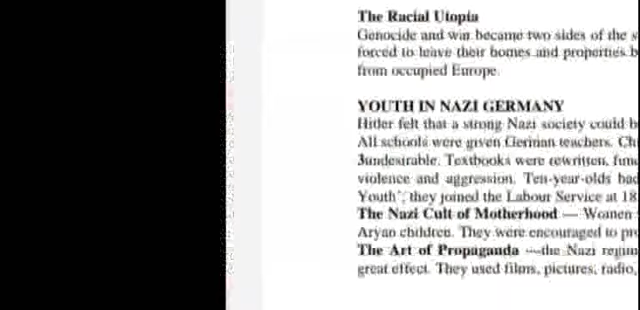 The Racial Utopia
Genocide and win became two sides of the s
forced to leave their homes and properties b
from occupied Europe.
YOUTH IN NAZI GERMANY
Hitler felt that a strong Nazi society could b
All schools were given German teachers. Ch
3undesirable. Textbooks were rewritten, func
violence and aggression. Ten-year-olds had
Youth", they joined the Labour Service at 18
The Nazi Cult of Motherhood — Women
Aryan children. They were encouraged to pr
The Art of Propaganda —the Nazi regim
great effect. They used films, pictures, radio,